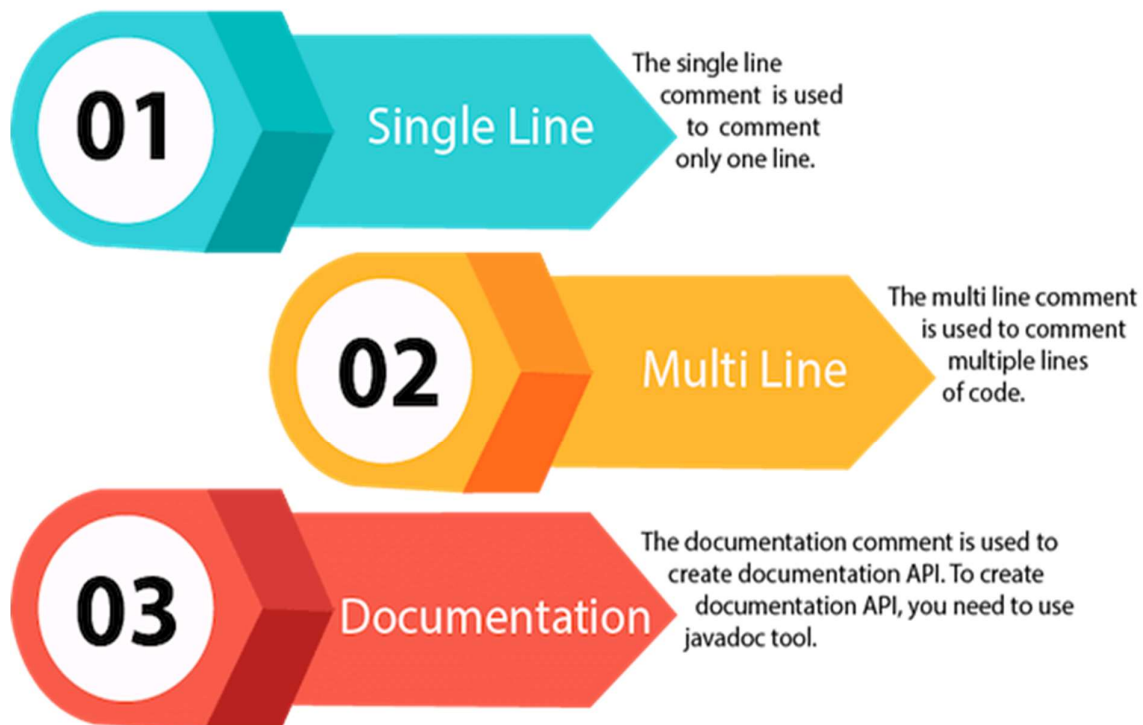 01
Single Line
The single line
comment is used
to comment
only one line.
02
Multi Line
The multi line comment
is used to comment
multiple lines
of code.
03
Documentation
The documentation comment is used to
create documentation API. To create
documentation API, you need to use
javadoc tool.